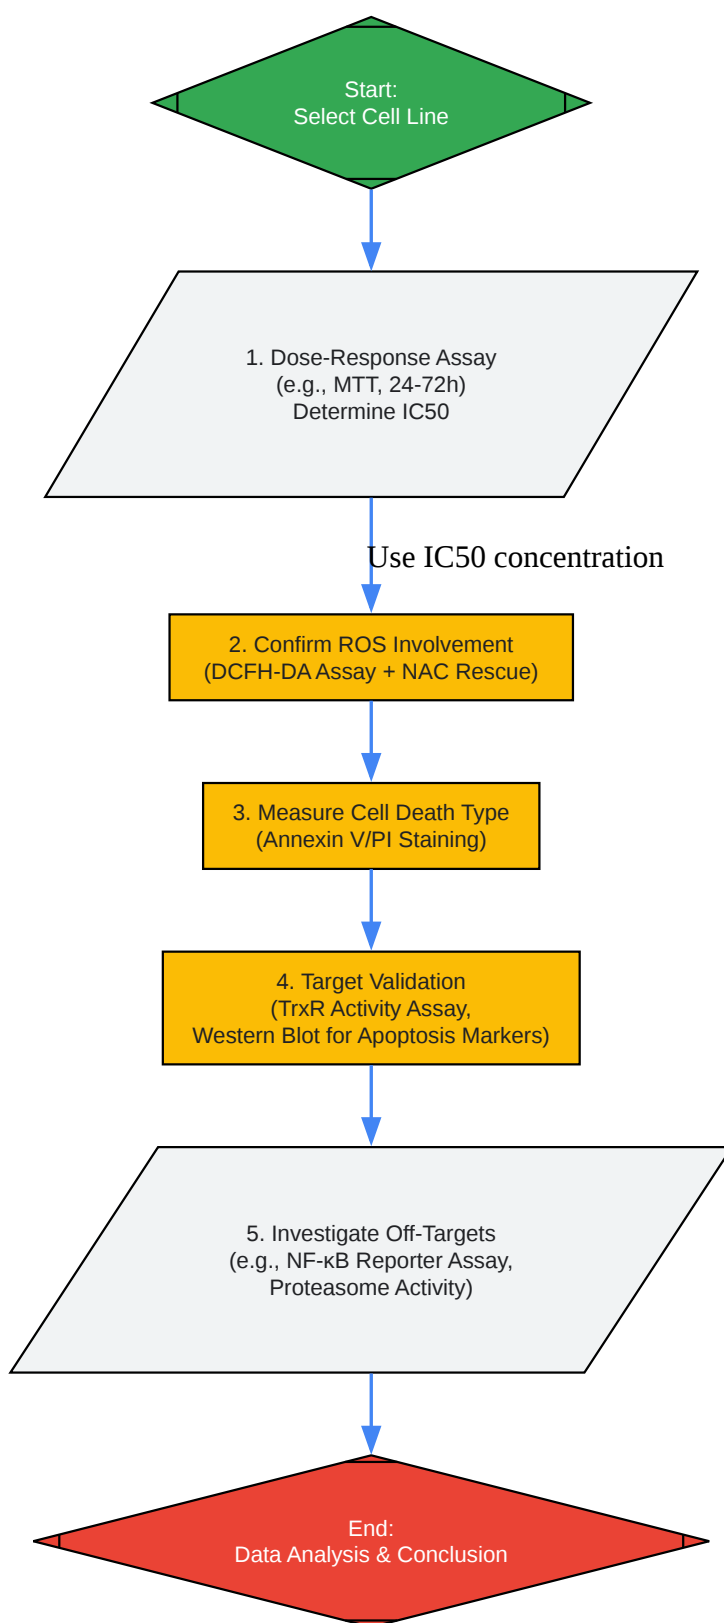 Start:
Select Cell Line
1. Dose-Response Assay
(e.g., MTT, 24-72h)
Determine IC50
Use IC50 concentration
2. Confirm ROS Involvement
(DCFH-DA Assay + NAC Rescue)
3. Measure Cell Death Type
(Annexin V/PI Staining)
4. Target Validation
(TrxR Activity Assay,
Western Blot for Apoptosis Markers)
5. Investigate Off-Targets
(e.g., NF-κB Reporter Assay,
Proteasome Activity)
End:
Data Analysis & Conclusion